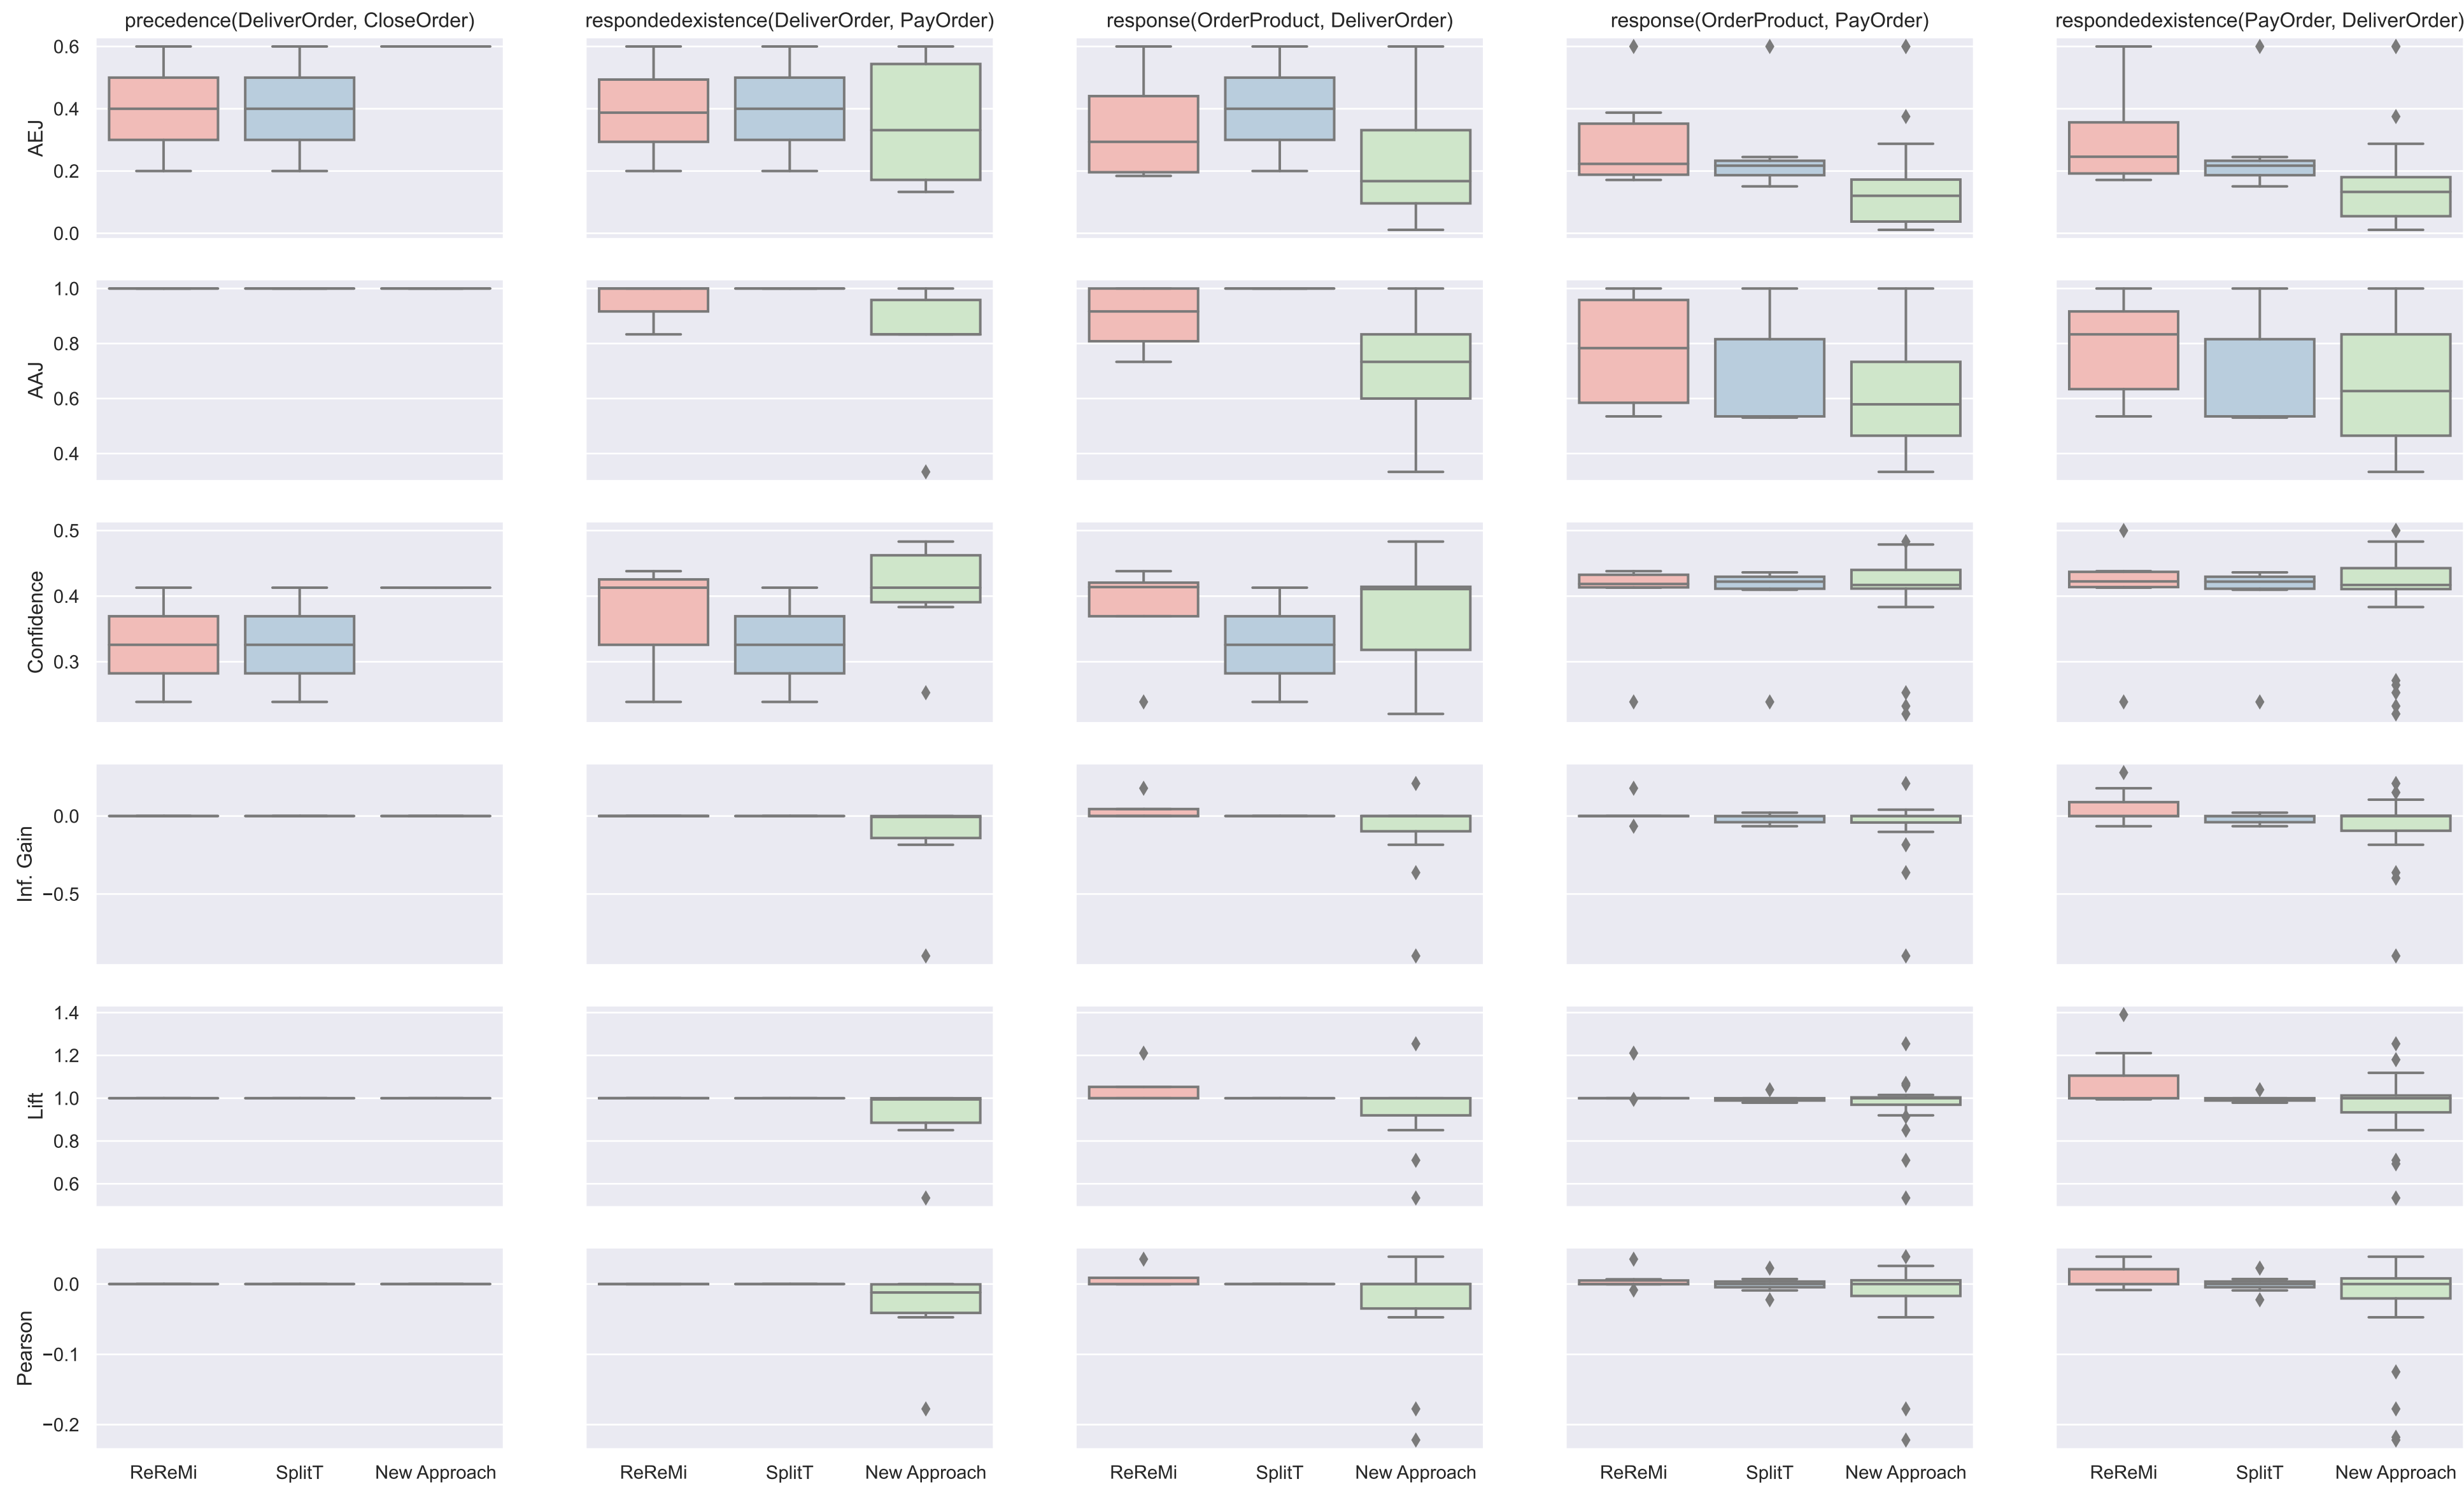 precedence(DeliverOrder, CloseOrder)
respondedexistence(DeliverOrder, PayOrder)
response(OrderProduct, DeliverOrder)
response(OrderProduct, PayOrder)
respondedexistence(PayOrder, DeliverOrder)
AEJ
0.6
0.4
0.2
0.0
AAJ
1.0
0.8
0.6
0.4
Confidence
0.5
0.4
0.3
Inf. Gain
0.0
−0.5
Lift
1.4
1.2
1.0
0.8
0.6
Pearson
0.0
−0.1
−0.2
ReReMi SplitT New Approach
ReReMi SplitT New Approach
ReReMi SplitT New Approach
ReReMi SplitT New Approach
ReReMi SplitT New Approach